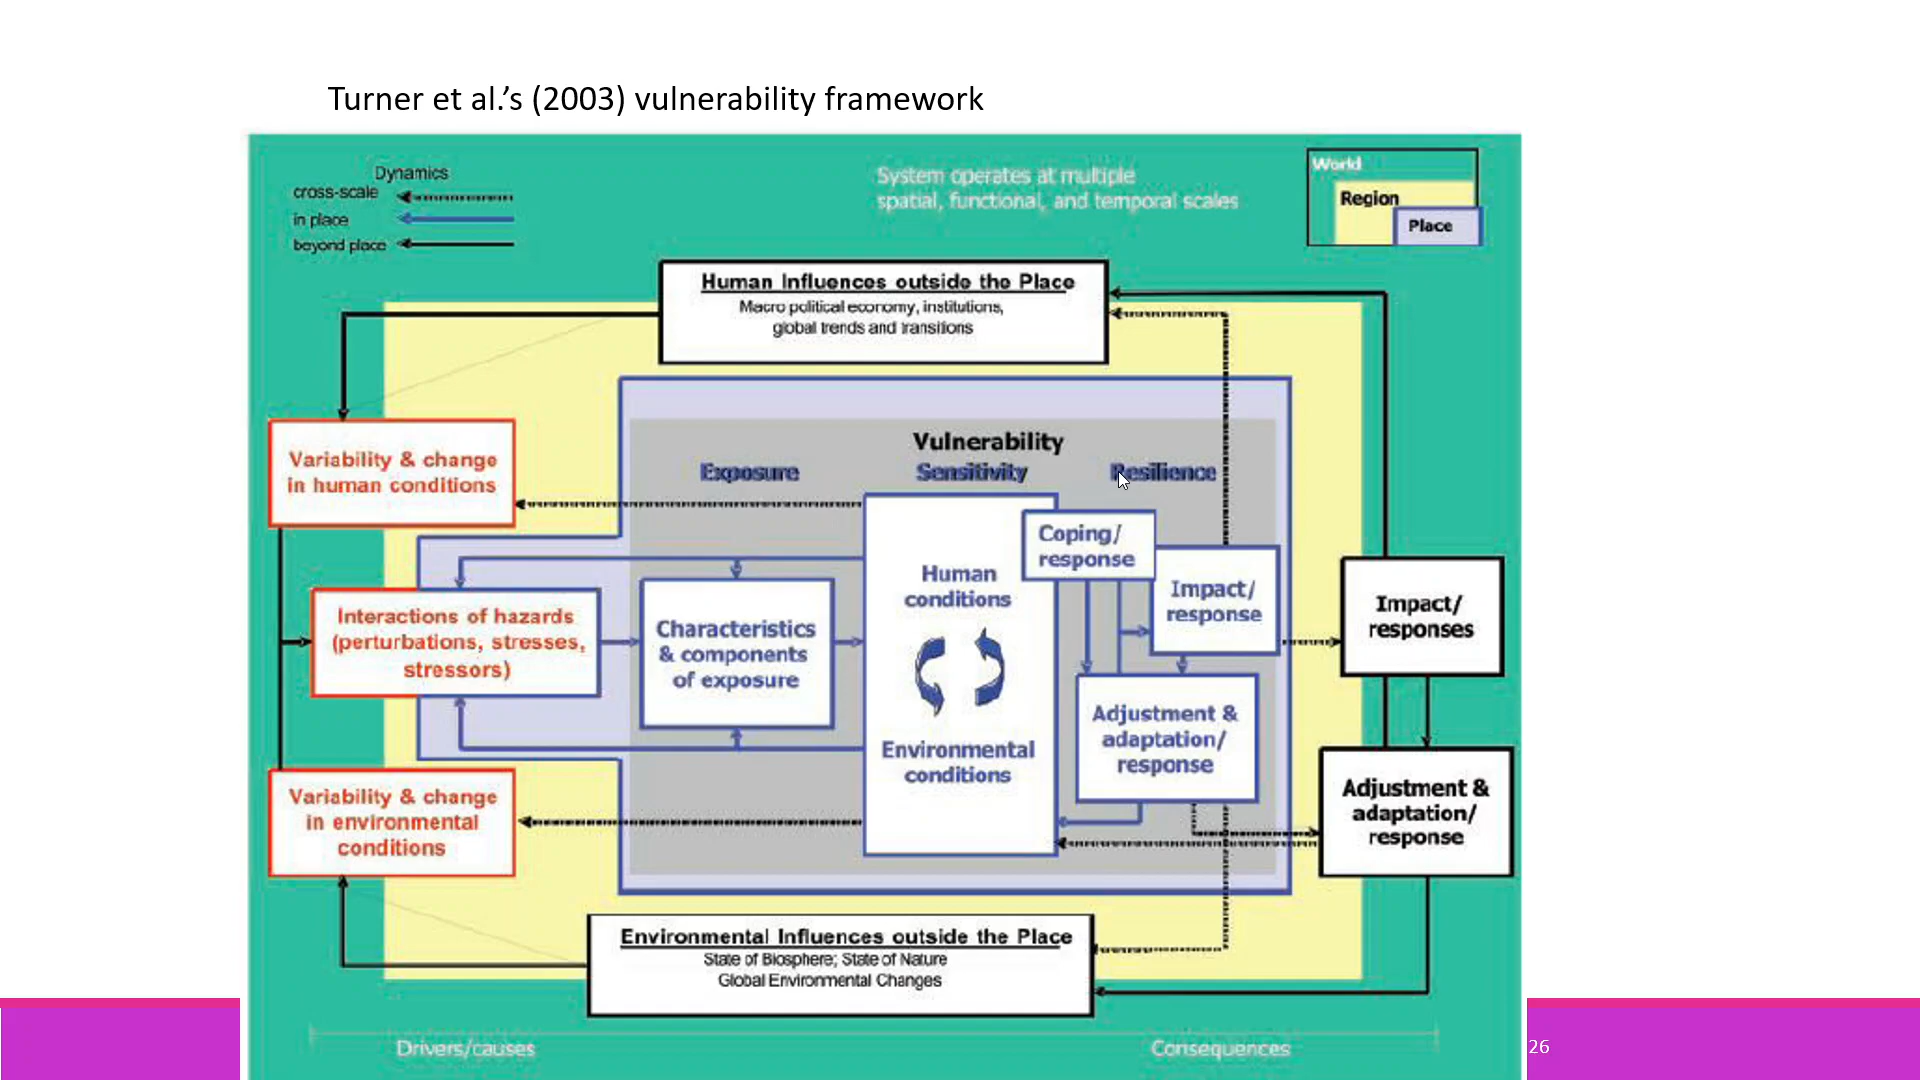 Turner et al.’s (2003) vulnerability framework
Dynamics
cross-scale
in place
beyond place
System operates at multiple
spatial, functional, and temporal scales
World
Region
Place
Human Influences outside the Place
Macro political economy, institutions,
global trends and transitions
Variability & change
in human conditions
Vulnerability
Exposure
Sensitivity
Resilience
Coping/
response
Human
conditions
Impact/
response
Impact/
responses
Interactions of hazards
(perturbations, stresses,
stressors)
Characteristics
& components
of exposure
Environmental
conditions
Adjustment &
adaptation/
response
Adjustment &
adaptation/
response
Variability & change
in environmental
conditions
Environmental Influences outside the Place
State of Biosphere; State of Nature
Global Environmental Changes
Drivers/causes
Consequences
26